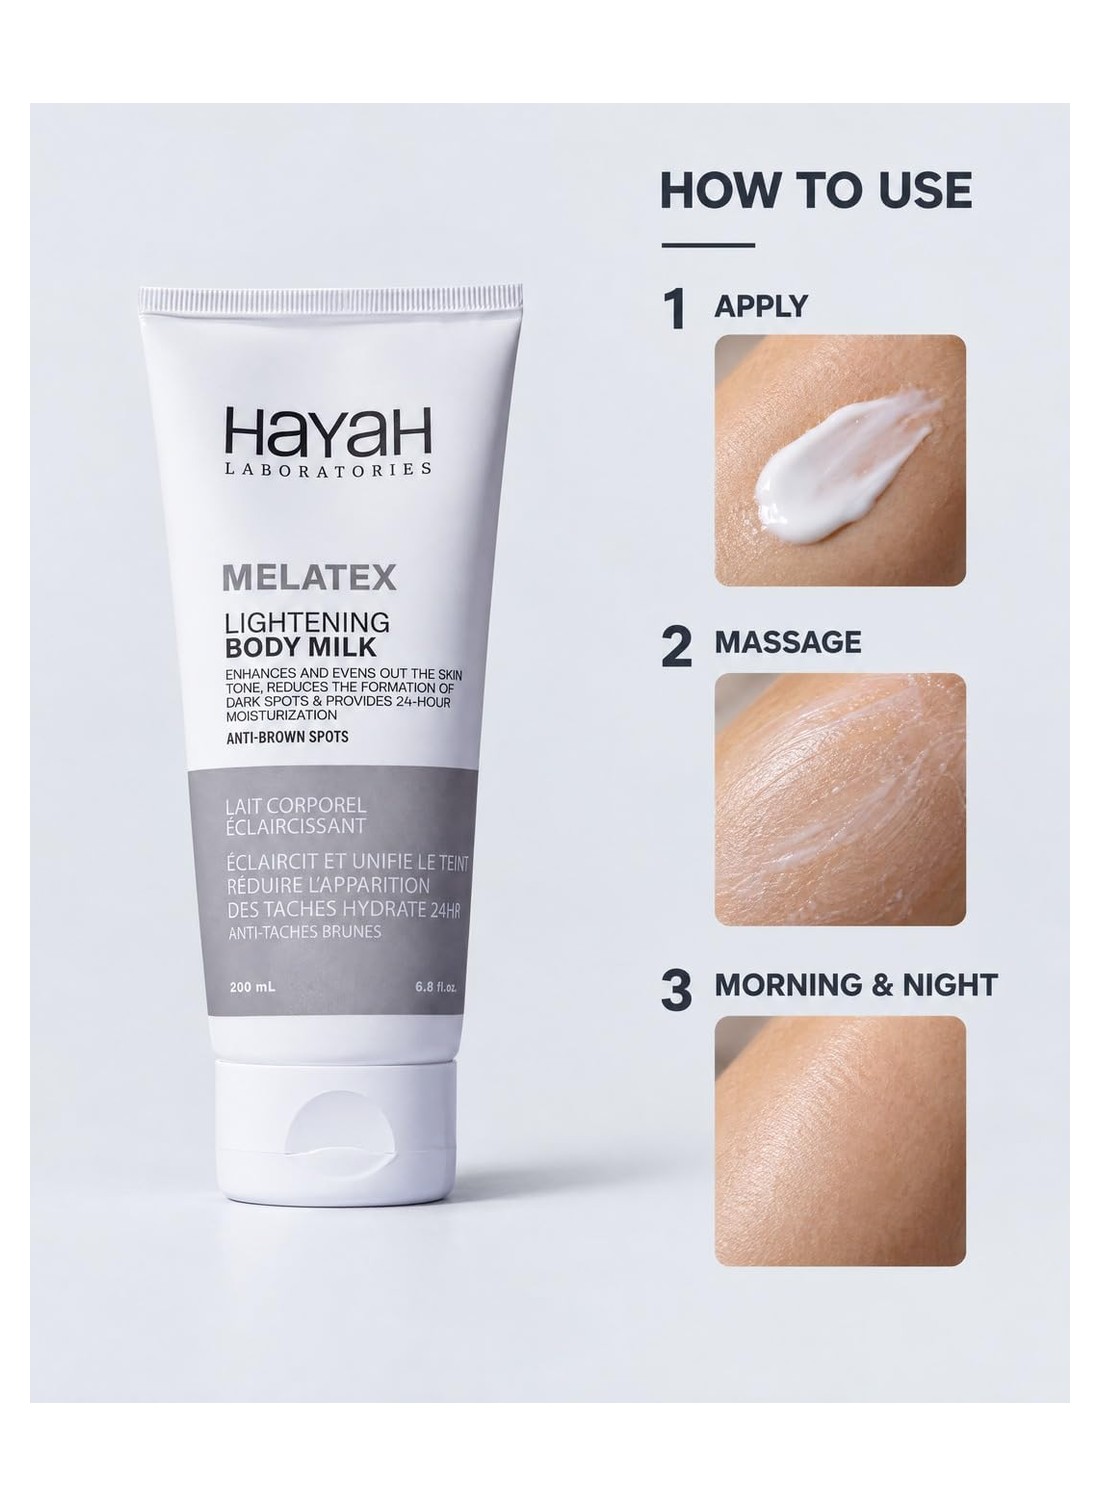 HaYaH
LABORATORIES
MELATEX
LIGHTENING
BODY MILK
ENHANCES AND EVENS OUT THE SKIN
TONE, REDUCES THE FORMATION OF
DARK SPOTS & PROVIDES 24-HOUR
MOISTURIZATION
ANTI-BROWN SPOTS
LAIT CORPOREL
ÉCLAIRCISSANT
ÉCLAIRCIT ET UNIFIE LE TEINT
RÉDUIRE L'APPARITION
DES TACHES HYDRATE 24HR
ANTI-TACHES BRUNES
200 mL 6.8 fl.oz.
HOW TO USE
1 APPLY
2 MASSAGE
3 MORNING & NIGHT